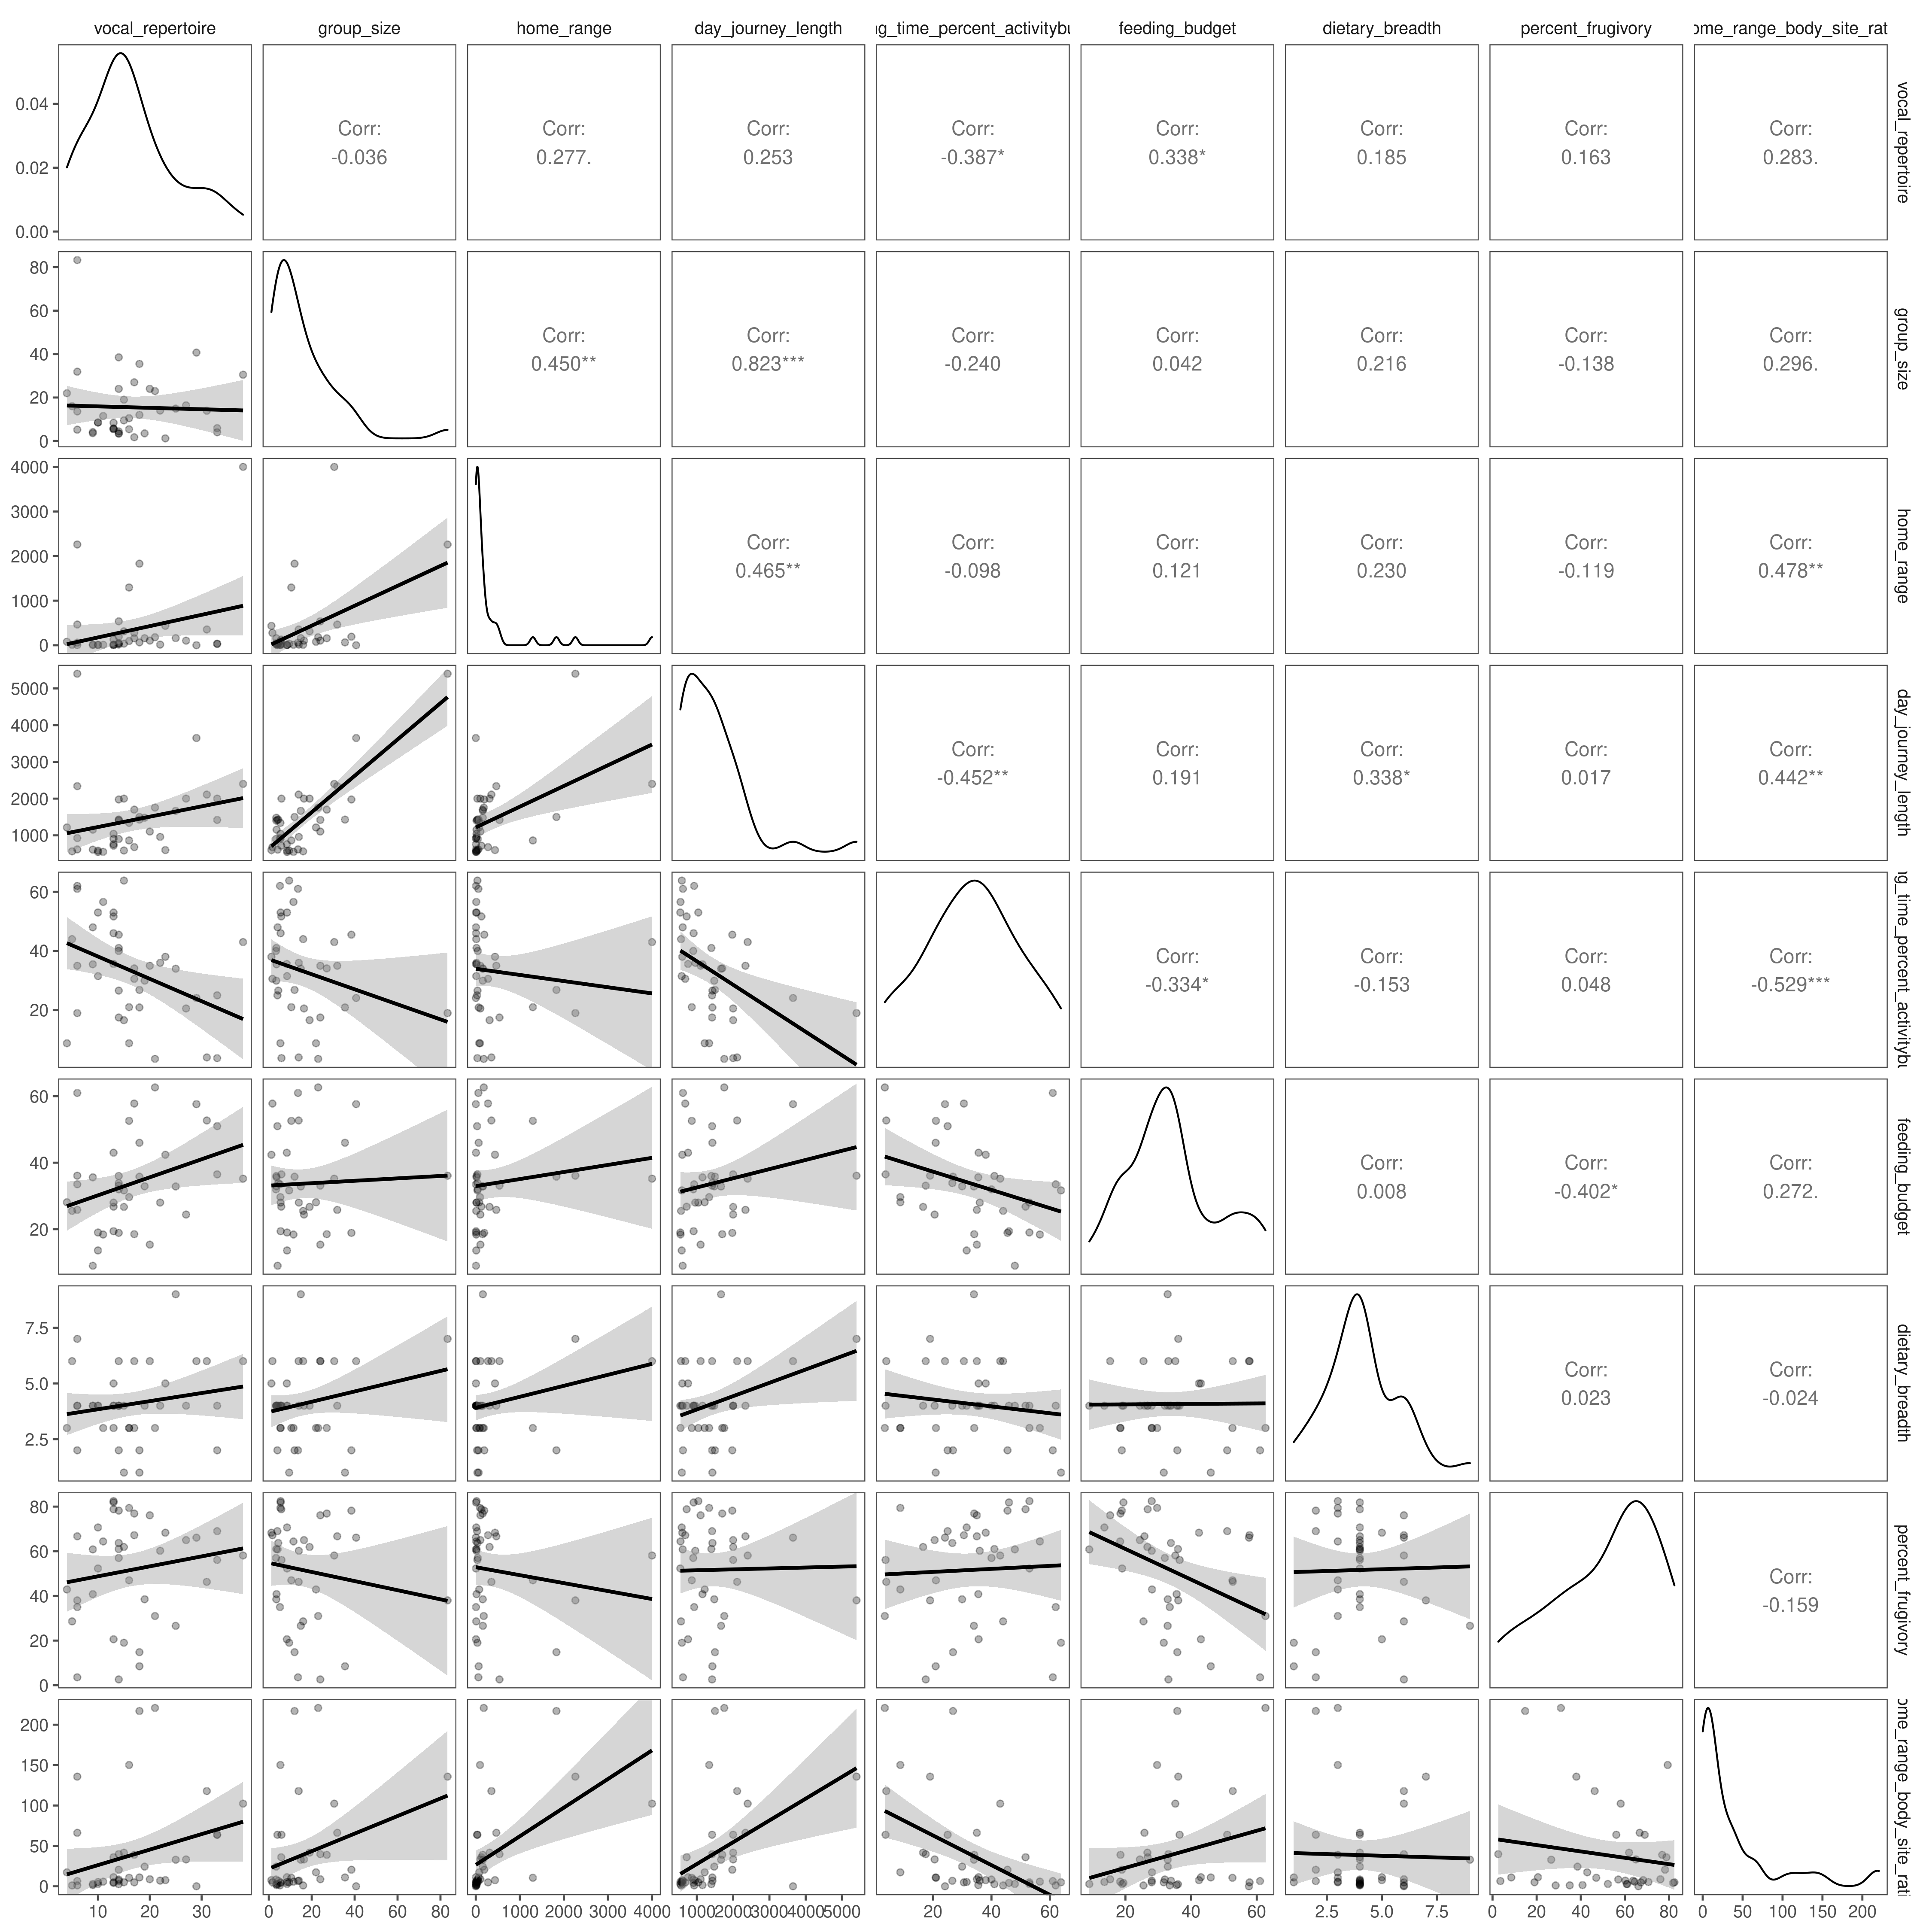 vocal_repertoire group_size home_range day_journey_length ng_time_percent_activitybu feeding_budget dietary_breadth percent_frugivory ome_range_body_site_rat
0.04
0.02
0.00
Corr:
-0.036
Corr:
0.277.
Corr:
0.253
Corr:
-0.387*
Corr:
0.338*
Corr:
0.185
Corr:
0.163
Corr:
0.283.
vocal_repertoire
80
60
40
20
0
Corr:
0.450**
Corr:
0.823***
Corr:
-0.240
Corr:
0.042
Corr:
0.216
Corr:
-0.138
Corr:
0.296.
group_size
4000
3000
2000
1000
0
Corr:
0.465**
Corr:
-0.098
Corr:
0.121
Corr:
0.230
Corr:
-0.119
Corr:
0.478**
home_range
5000
4000
3000
2000
1000
Corr:
-0.452**
Corr:
0.191
Corr:
0.338*
Corr:
0.017
Corr:
0.442**
day_journey_length
60
40
20
Corr:
-0.334*
Corr:
-0.153
Corr:
0.048
Corr:
-0.529***
ng_time_percent_activitybu
60
40
20
Corr:
0.008
Corr:
-0.402*
Corr:
0.272.
feeding_budget
7.5
5.0
2.5
Corr:
0.023
Corr:
-0.024
dietary_breadth
80
60
40
20
0
Corr:
-0.159
percent_frugivory
200
150
100
50
0
ome_range_body_site_rati
10 20 30 0 20 40 60 80 0 1000 2000 3000 4000 1000 2000 3000 4000 5000 20 40 60 20 40 60 2.5 5.0 7.5 0 20 40 60 80 0 50 100 150 200